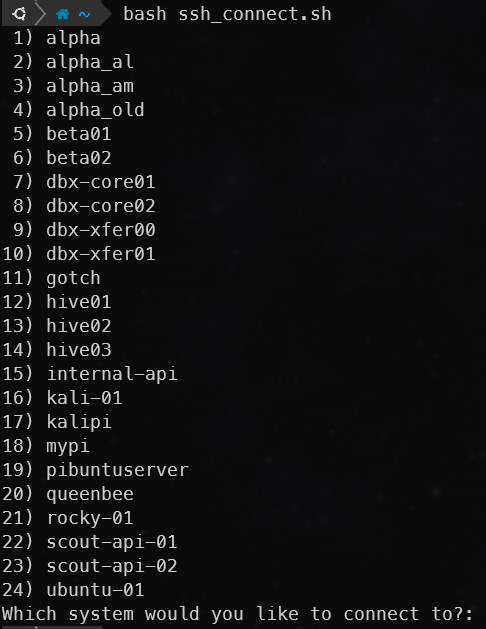 ~ bash ssh_connect.sh
1) alpha
2) alpha_al
3) alpha_am
4) alpha_old
5) beta01
6) beta02
7) dbx-core01
8) dbx-core02
9) dbx-xfer00
10) dbx-xfer01
11) gotch
12) hive01
13) hive02
14) hive03
15) internal-api
16) kali-01
17) kalipi
18) mypi
19) pibuntuserver
20) queenbee
21) rocky-01
22) scout-api-01
23) scout-api-02
24) ubuntu-01
Which system would you like to connect to?: